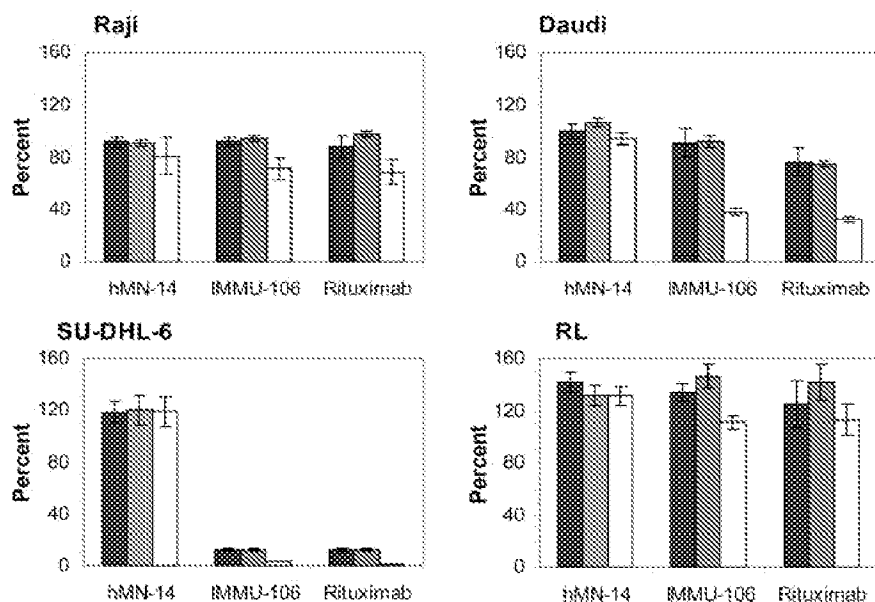 Raji
160
120
80
40
0
Percent
hMN-14 IMMU-106 Rituximab
Daudi
160
120
80
40
0
Percent
hMN-14 IMMU-106 Rituximab
SU-DHL-6
160
120
80
40
0
Percent
hMN-14 IMMU-106 Rituximab
RL
160
120
80
40
0
Percent
hMN-14 IMMU-106 Rituximab